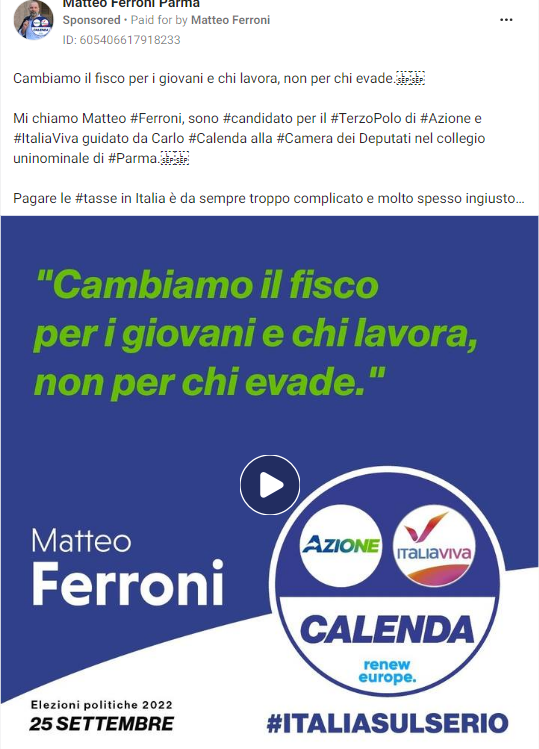 Matteo Ferroni Parma
Sponsored • Paid for by Matteo Ferroni
ID: 605406617918233
Cambiamo il fisco per i giovani e chi lavora, non per chi evade.
Mi chiamo Matteo #Ferroni, sono #candidato per il #TerzoPolo di #Azione e
#ItaliaViva guidato da Carlo #Calenda alla #Camera dei Deputati nel collegio
uninominale di #Parma.
Pagare le #tasse in Italia è da sempre troppo complicato e molto spesso ingiusto...
"Cambiamo il fisco
per i giovani e chi lavora,
non per chi evade."
Matteo
Ferroni
AZIONE
ITALIAVIVA
CALENDA
renew
europe.
Elezioni politiche 2022
25 SETTEMBRE
#ITALIASULSERIO